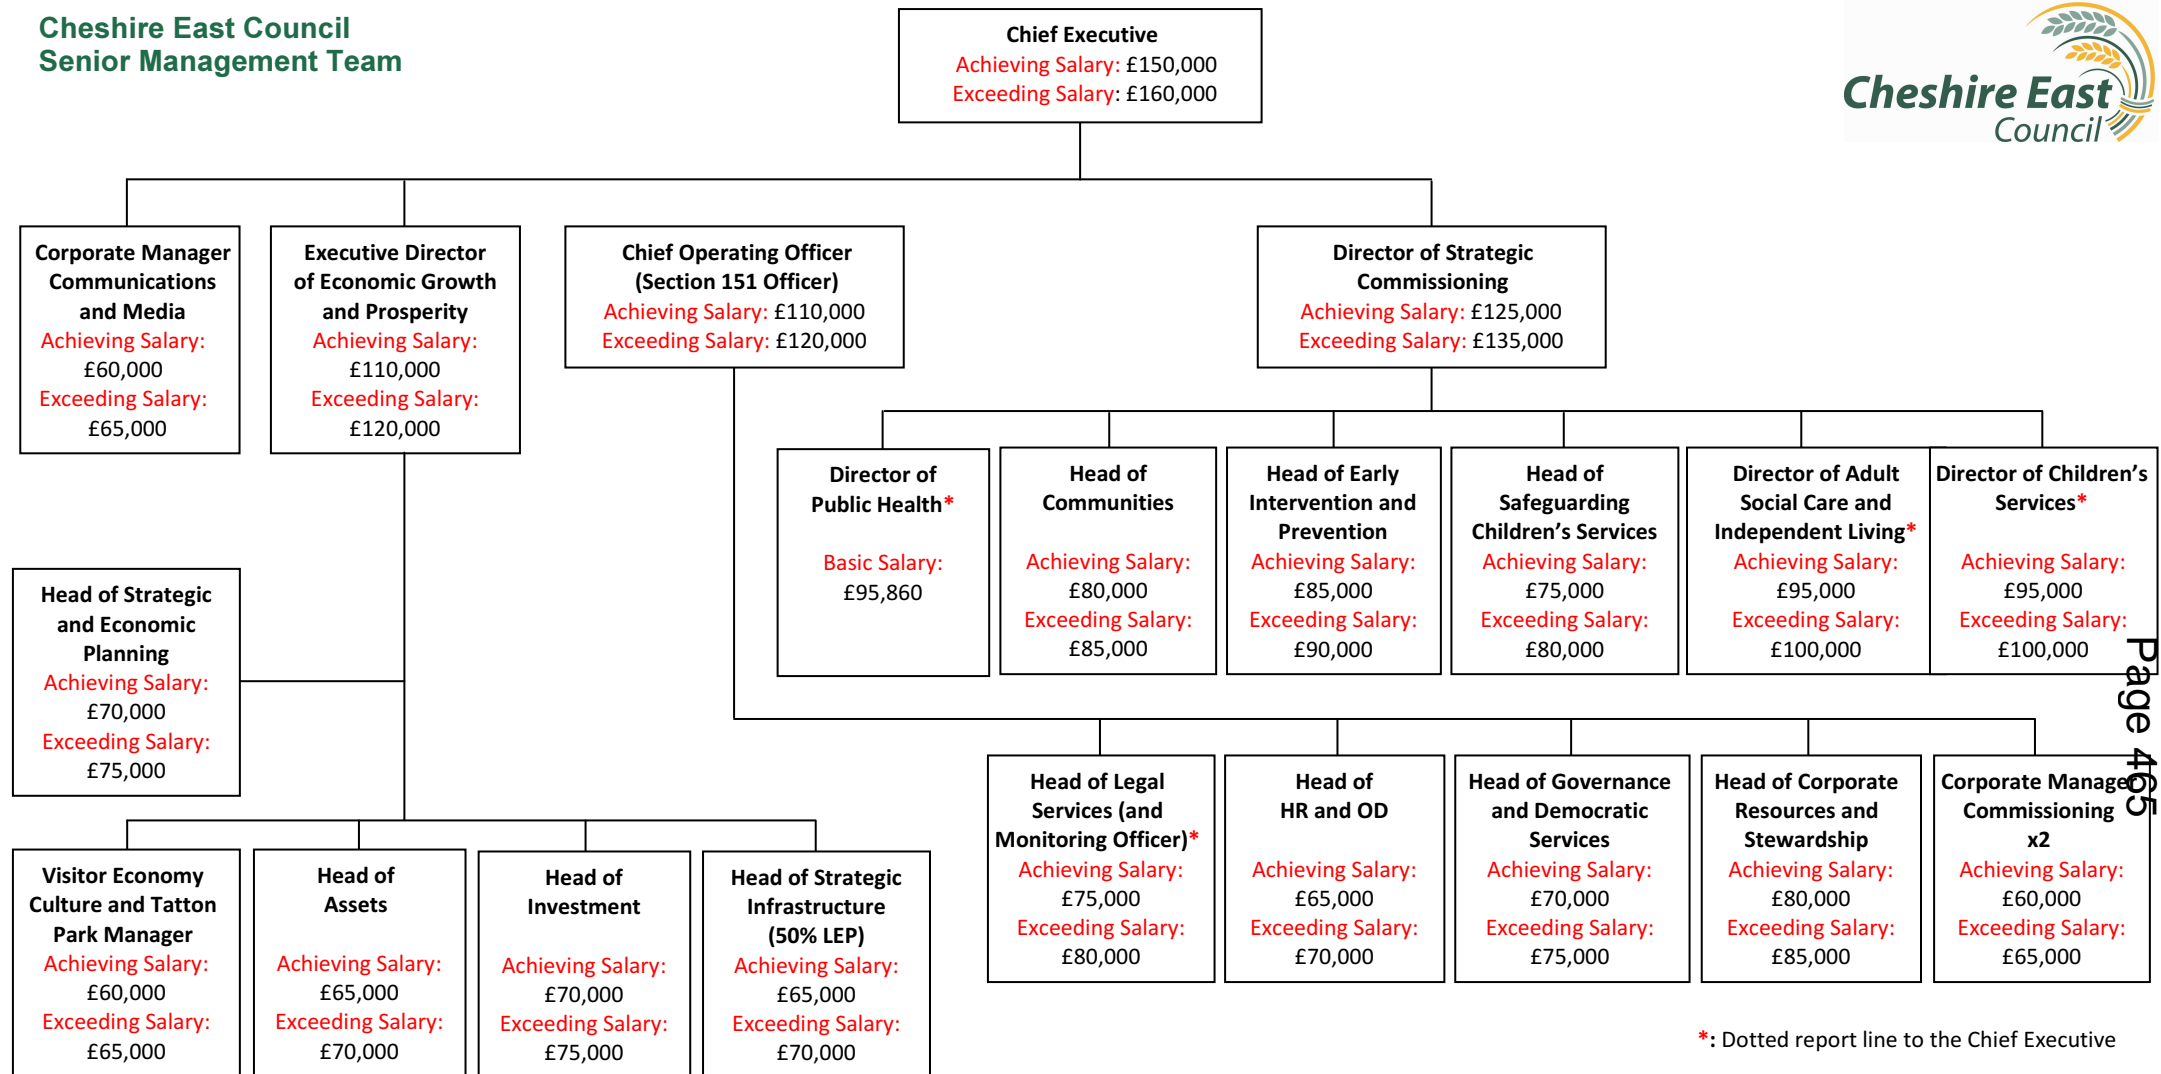 Cheshire East Council
Senior Management Team
Chief Executive
Achieving Salary: £150,000
Exceeding Salary: £160,000
Cheshire East
Council
Corporate Manager
Communications
and Media
Achieving Salary:
£60,000
Exceeding Salary:
£65,000
Executive Director
of Economic Growth
and Prosperity
Achieving Salary:
£110,000
Exceeding Salary:
£120,000
Chief Operating Officer
(Section 151 Officer)
Achieving Salary: £110,000
Exceeding Salary: £120,000
Director of Strategic
Commissioning
Achieving Salary: £125,000
Exceeding Salary: £135,000
Director of
Public Health*
Basic Salary:
£95,860
Head of
Communities
Achieving Salary:
£80,000
Exceeding Salary:
£85,000
Head of Early
Intervention and
Prevention
Achieving Salary:
£85,000
Exceeding Salary:
£90,000
Head of
Safeguarding
Children’s Services
Achieving Salary:
£75,000
Exceeding Salary:
£80,000
Director of Adult
Social Care and
Independent Living*
Achieving Salary:
£95,000
Exceeding Salary:
£100,000
Director of Children’s
Services*
Achieving Salary:
£95,000
Exceeding Salary:
£100,000
Head of Strategic
and Economic
Planning
Achieving Salary:
£70,000
Exceeding Salary:
£75,000
Head of Legal
Services (and
Monitoring Officer)*
Achieving Salary:
£75,000
Exceeding Salary:
£80,000
Head of
HR and OD
Achieving Salary:
£65,000
Exceeding Salary:
£70,000
Head of Governance
and Democratic
Services
Achieving Salary:
£70,000
Exceeding Salary:
£75,000
Head of Corporate
Resources and
Stewardship
Achieving Salary:
£80,000
Exceeding Salary:
£85,000
Corporate Manager
Commissioning
x2
Achieving Salary:
£60,000
Exceeding Salary:
£65,000
Visitor Economy
Culture and Tatton
Park Manager
Achieving Salary:
£60,000
Exceeding Salary:
£65,000
Head of
Assets
Achieving Salary:
£65,000
Exceeding Salary:
£70,000
Head of
Investment
Achieving Salary:
£70,000
Exceeding Salary:
£75,000
Head of Strategic
Infrastructure
(50% LEP)
Achieving Salary:
£65,000
Exceeding Salary:
£70,000
*: Dotted report line to the Chief Executive
Page 465